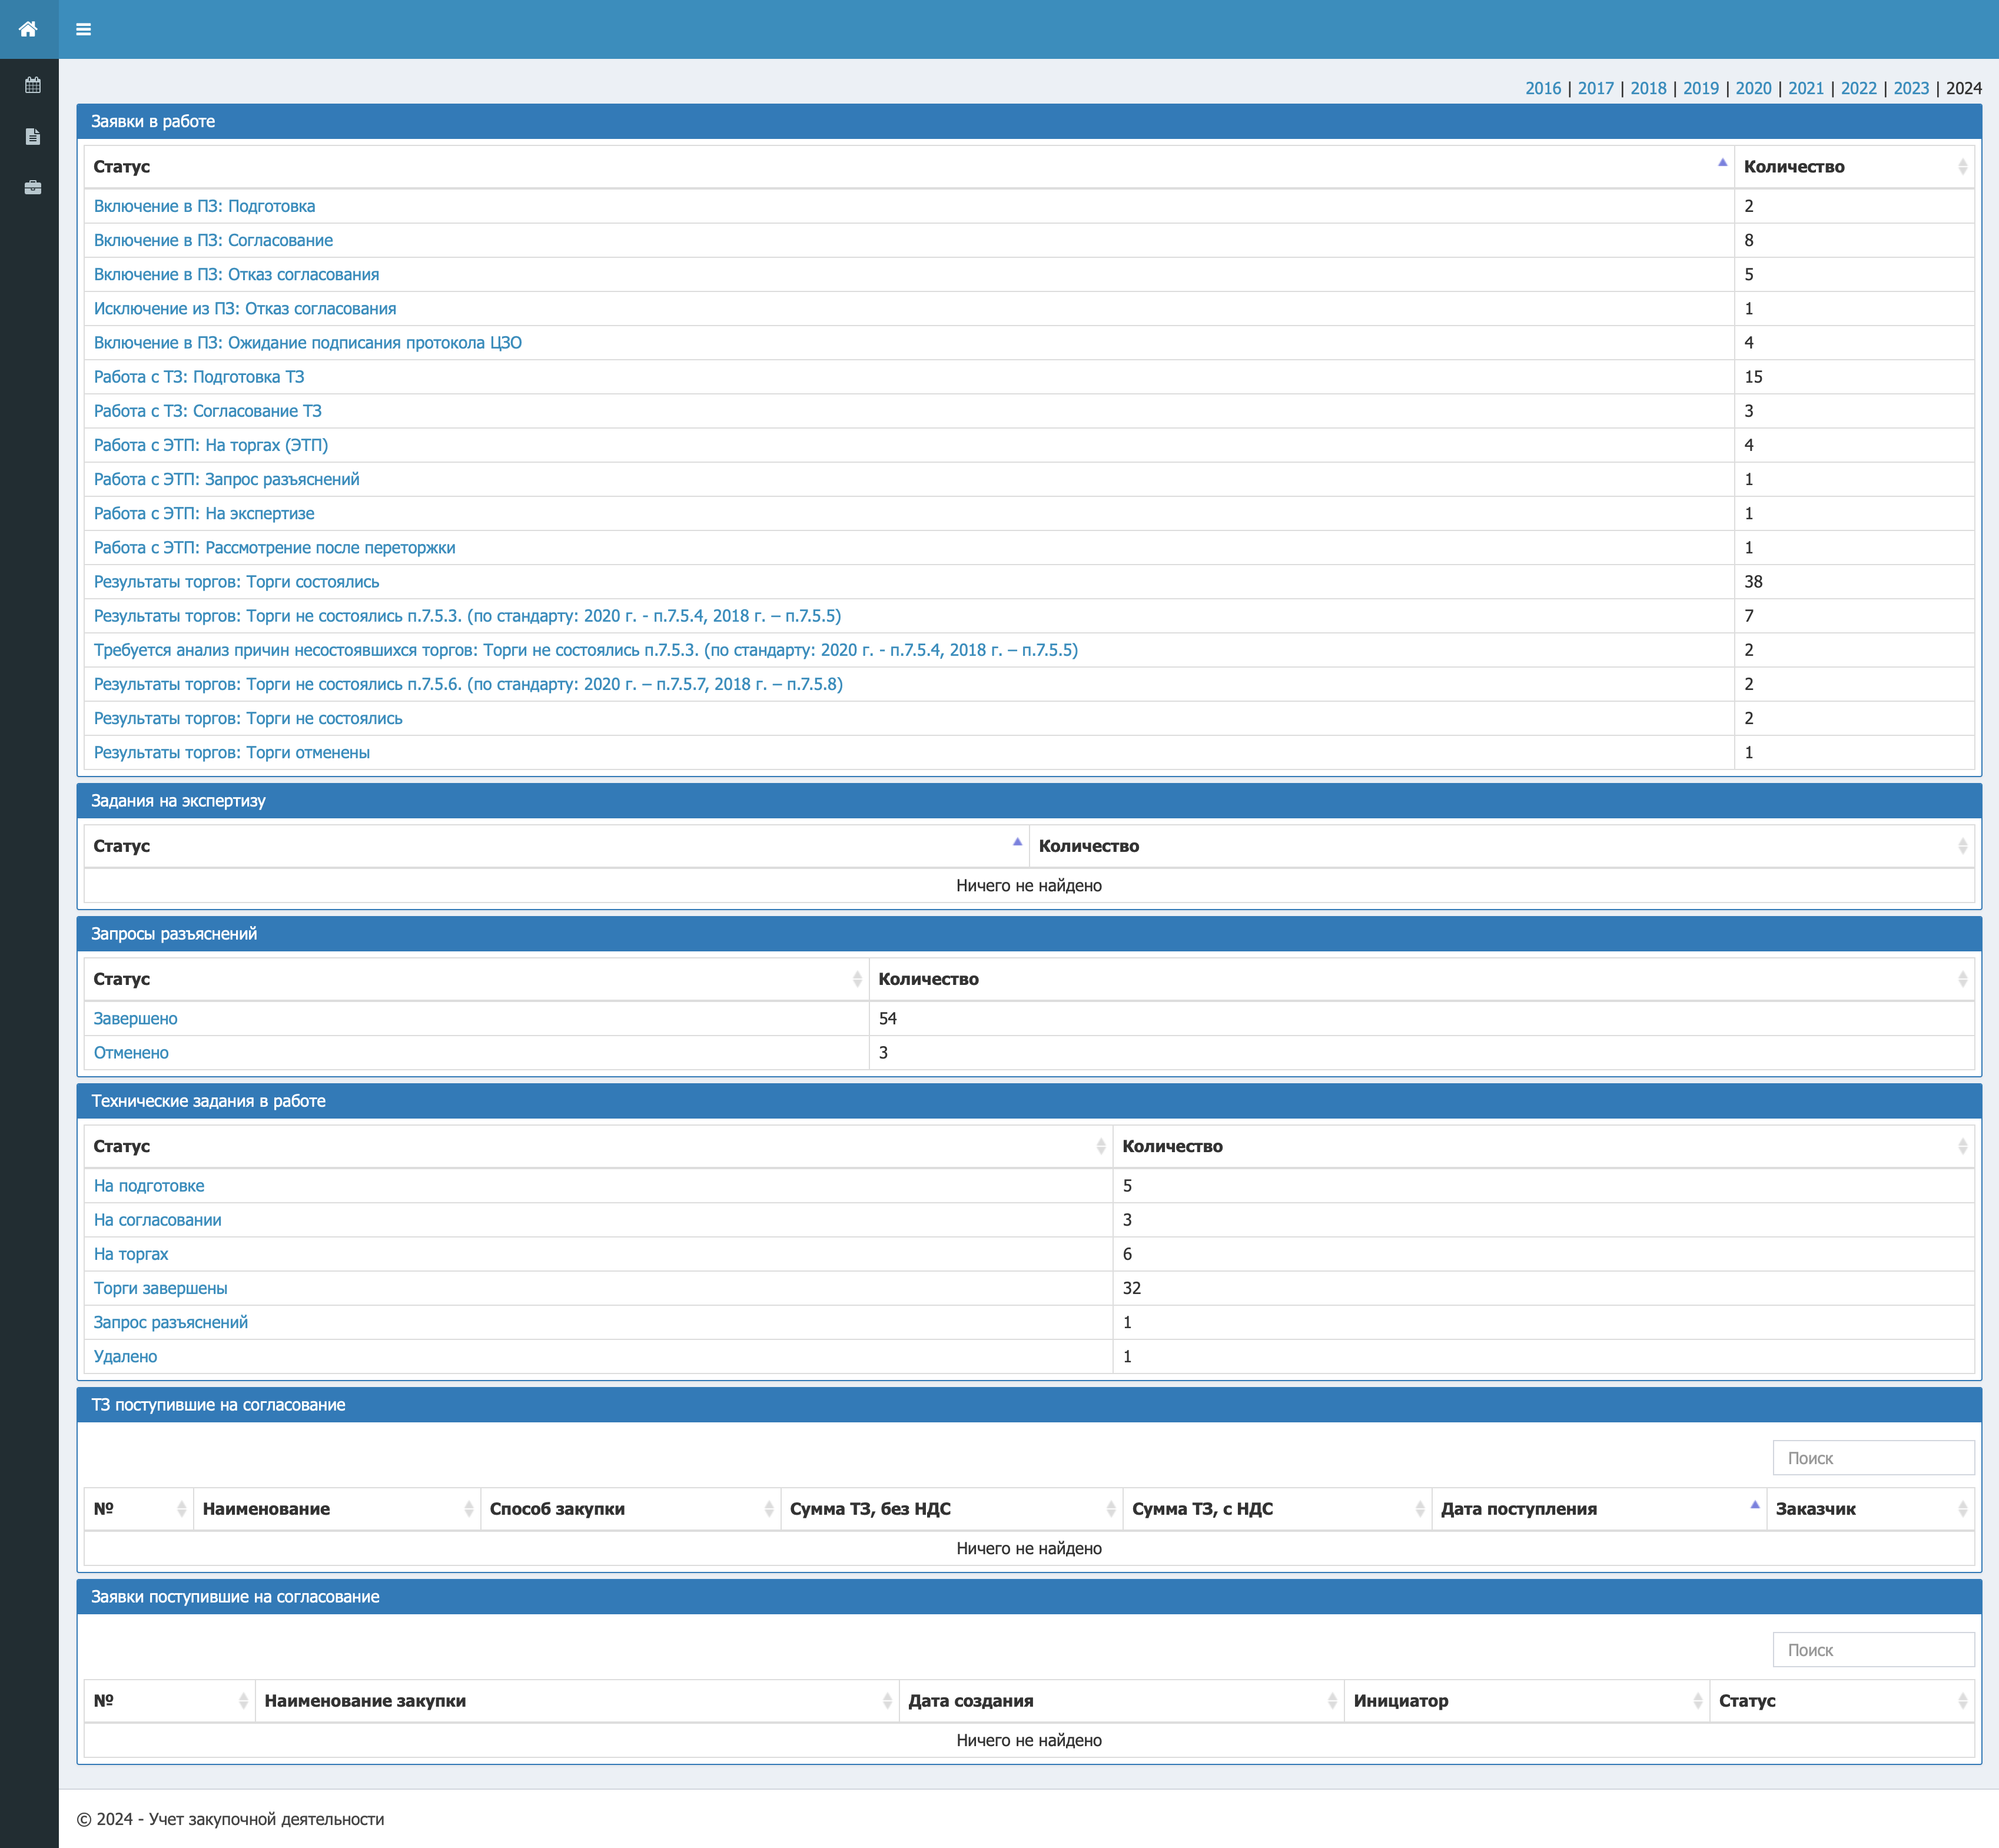 2016 | 2017 | 2018 | 2019 | 2020 | 2021 | 2022 | 2023 | 2024
Заявки в работе
Статус Количество
Включение в ПЗ: Подготовка 2
Включение в ПЗ: Согласование 8
Включение в ПЗ: Отказ согласования 5
Исключение из ПЗ: Отказ согласования 1
Включение в ПЗ: Ожидание подписания протокола ЦЗО 4
Работа с ТЗ: Подготовка ТЗ 15
Работа с ТЗ: Согласование ТЗ 3
Работа с ЭТП: На торгах (ЭТП) 4
Работа с ЭТП: Запрос разъяснений 1
Работа с ЭТП: На экспертизе 1
Работа с ЭТП: Рассмотрение после переторжки 1
Результаты торгов: Торги состоялись 38
Результаты торгов: Торги не состоялись п.7.5.3. (по стандарту: 2020 г. - п.7.5.4, 2018 г. – п.7.5.5) 7
Требуется анализ причин несостоявшихся торгов: Торги не состоялись п.7.5.3. (по стандарту: 2020 г. - п.7.5.4, 2018 г. – п.7.5.5) 2
Результаты торгов: Торги не состоялись п.7.5.6. (по стандарту: 2020 г. – п.7.5.7, 2018 г. – п.7.5.8) 2
Результаты торгов: Торги не состоялись 2
Результаты торгов: Торги отменены 1
Задания на экспертизу
Статус Количество
Ничего не найдено
Запросы разъяснений
Статус Количество
Завершено 54
Отменено 3
Технические задания в работе
Статус Количество
На подготовке 5
На согласовании 3
На торгах 6
Торги завершены 32
Запрос разъяснений 1
Удалено 1
ТЗ поступившие на согласование
Поиск
№ Наименование Способ закупки Сумма ТЗ, без НДС Сумма ТЗ, с НДС Дата поступления Заказчик
Ничего не найдено
Заявки поступившие на согласование
Поиск
№ Наименование закупки Дата создания Инициатор Статус
Ничего не найдено
© 2024 - Учет закупочной деятельности